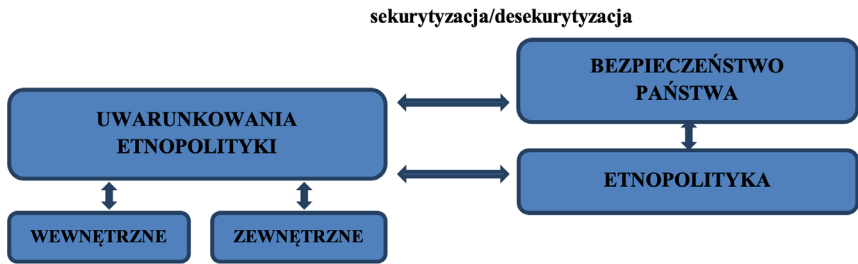 sekurytyzacja/desekurytyzacja
BEZPIECZEŃSTWO
PAŃSTWA
UWARUNKOWANIA
ETNOPOLITYKI
ETNOPOLITYKA
WEWNĘTRZNE
ZEWNĘTRZNE